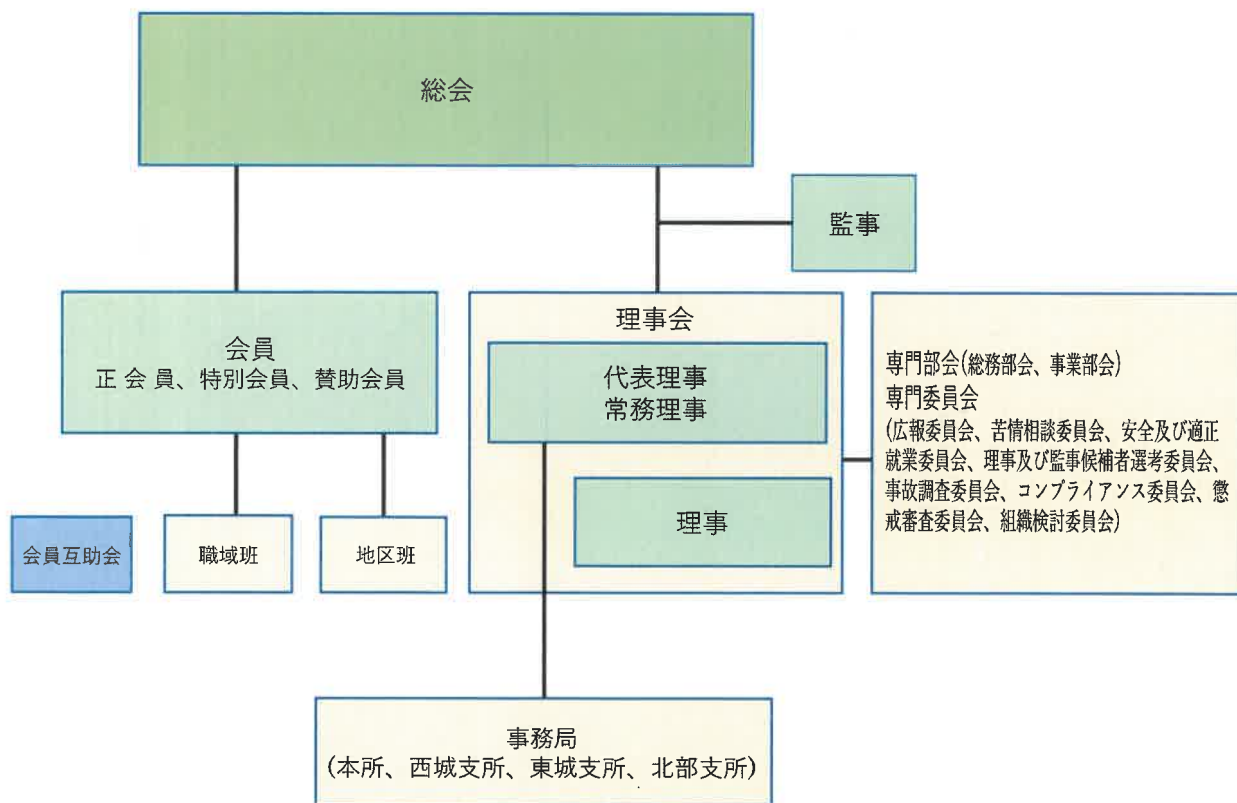 総会
監事
会員
正会員、特別会員、賛助会員
理事会
代表理事
常務理事
理事
専門部会(総務部会、事業部会)
専門委員会
(広報委員会、苦情相談委員会、安全及び適正
就業委員会、理事及び監事候補者選考委員会、
事故調査委員会、コンプライアンス委員会、懲
戒審査委員会、組織検討委員会)
会員互助会
職域班
地区班
事務局
(本所、西城支所、東城支所、北部支所)